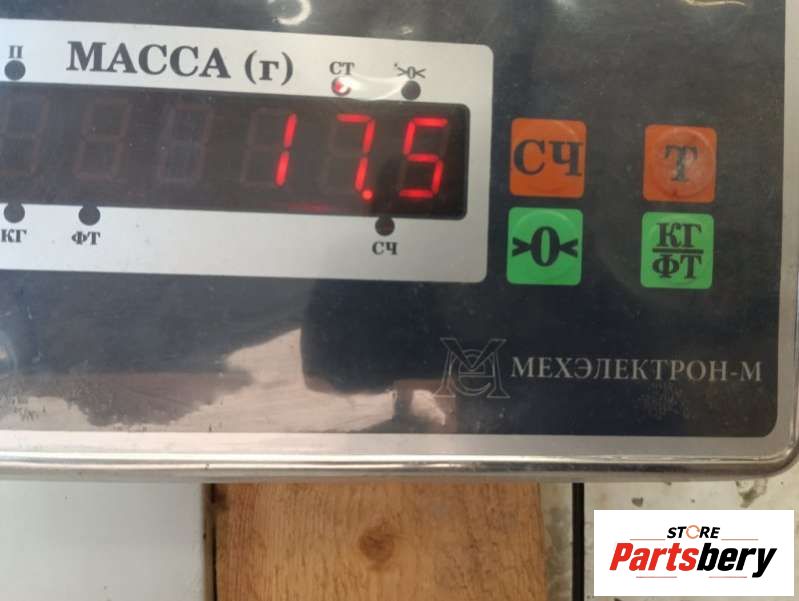 П
МАССА (г)
СТ
>0<
17.5
КГ
ФТ
СЧ
СЧ
Т
>0<
КГ
ФТ
МЕХЭЛЕКТРОН-М
STORE
Partsbery